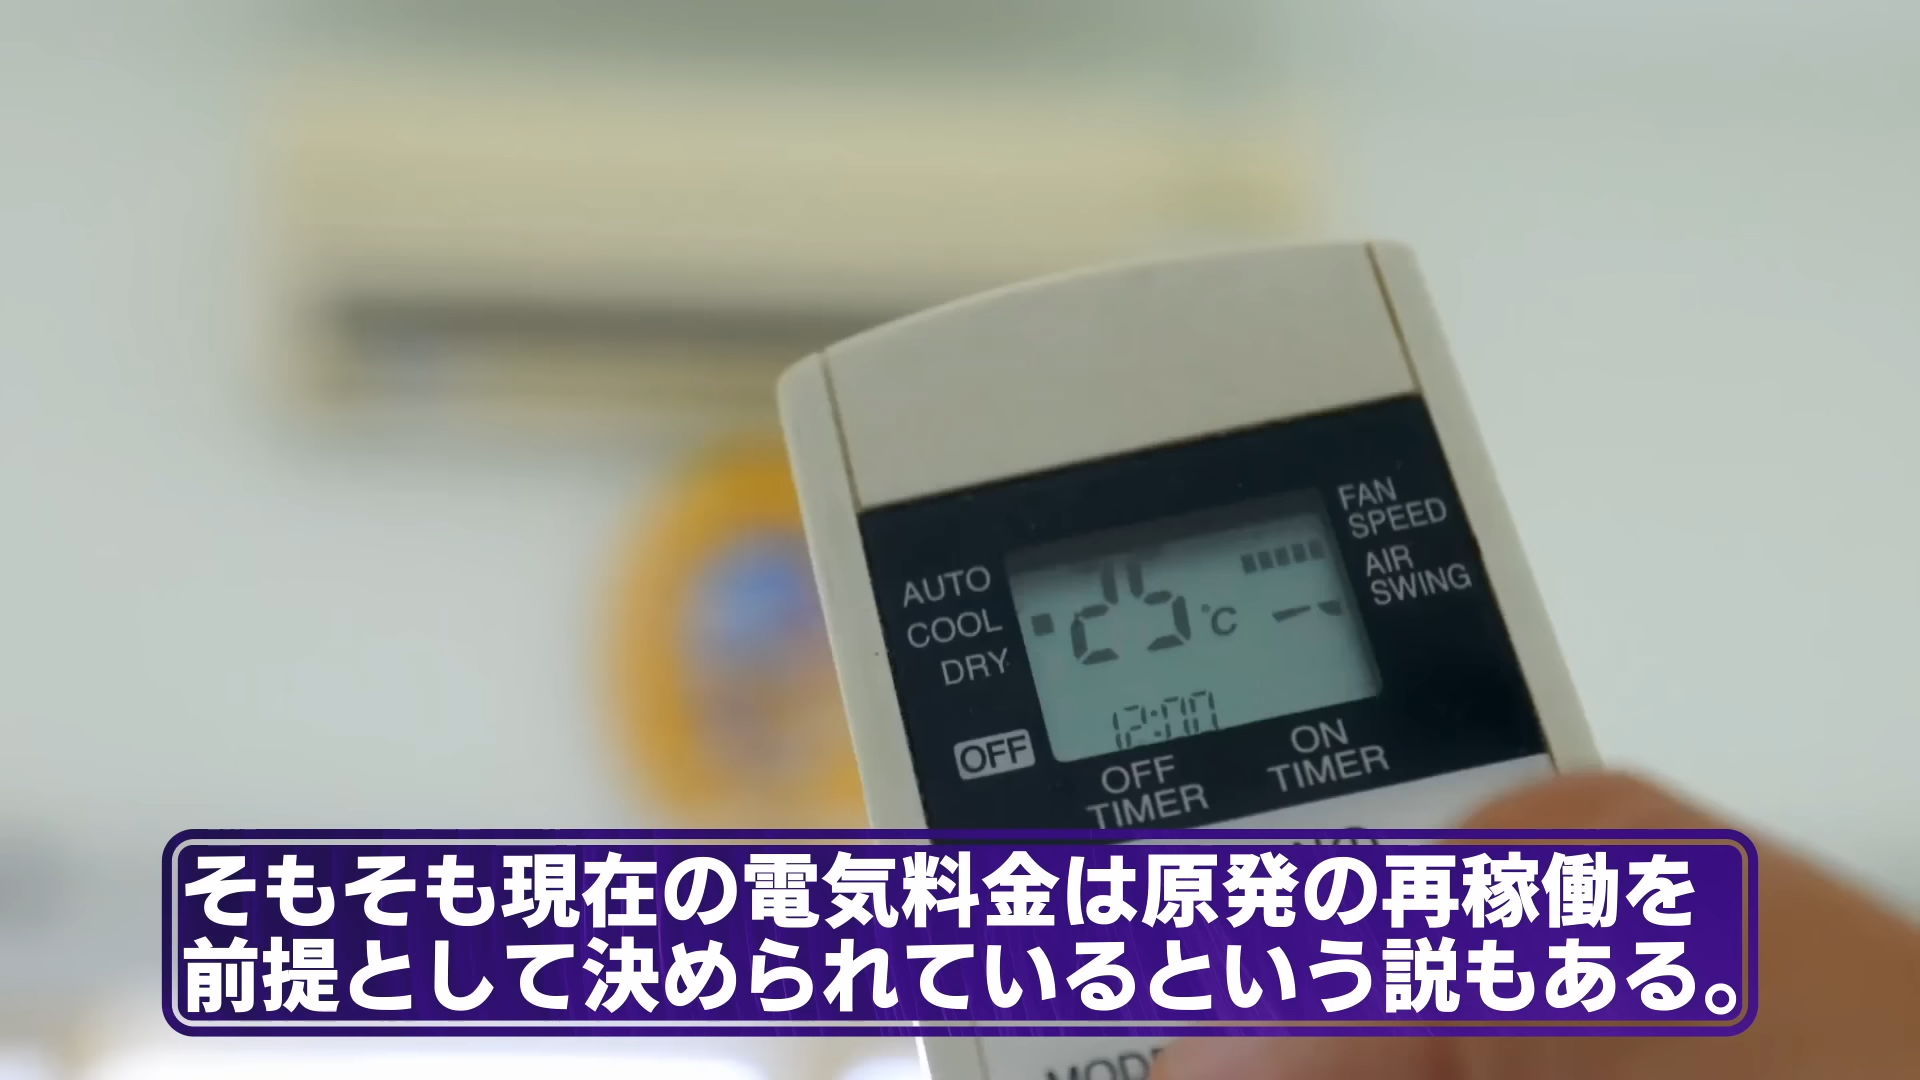 FAN
SPEED
AIR
SWING
AUTO
COOL
DRY
25℃
12:00
OFF
OFF
TIMER
ON
TIMER
そもそも現在の電気料金は原発の再稼働を
前提として決められているという説もある。